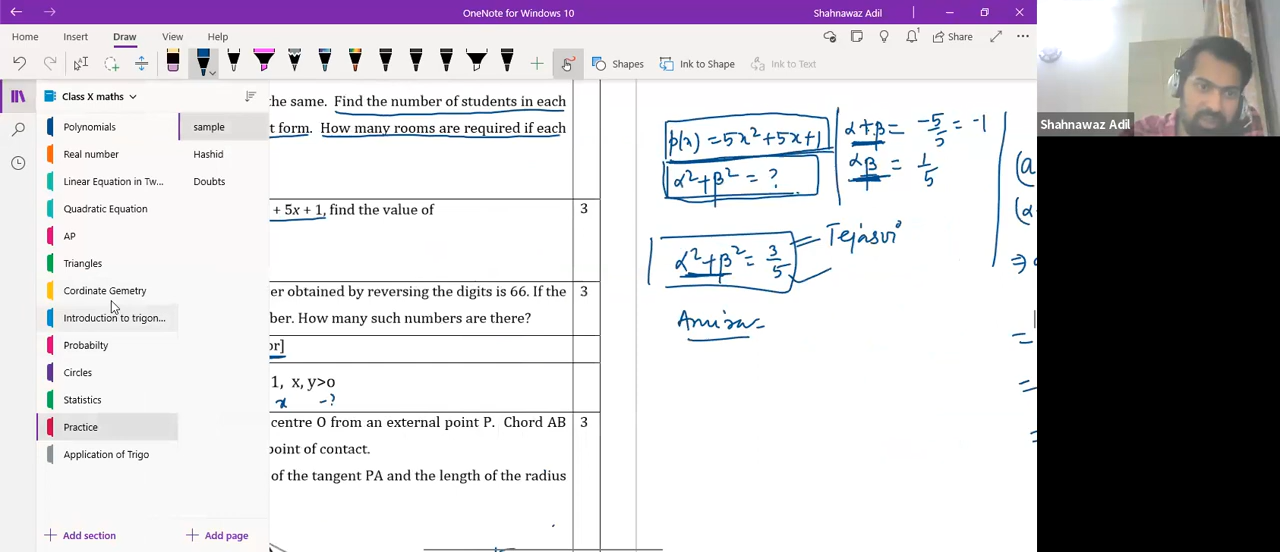 OneNote for Windows 10
Shahnawaz Adil
Home Insert Draw View Help
Share
Shapes Ink to Shape Ink to Text
Class X maths
Polynomials
Real number
Linear Equation in Tw...
Quadratic Equation
AP
Triangles
Cordinate Gemetry
Introduction to trigon...
Probabilty
Circles
Statistics
Practice
Application of Trigo
Add section
sample
Hashid
Doubts
Add page
the same. Find the number of students in each
t form. How many rooms are required if each
+ 5x + 1, find the value of
3
er obtained by reversing the digits is 66. If the
3
ber. How many such numbers are there?
or]
1, x, y>o
x -?
centre O from an external point P. Chord AB
3
point of contact.
of the tangent PA and the length of the radius
p(x) = 5x²+5x+1
α²+β² = ?
α+β = -5/5 = -1
αβ = 1/5
α²+β² = 3/5
Tejasvi
(a
(α
⇒
=
=
Shahnawaz Adil